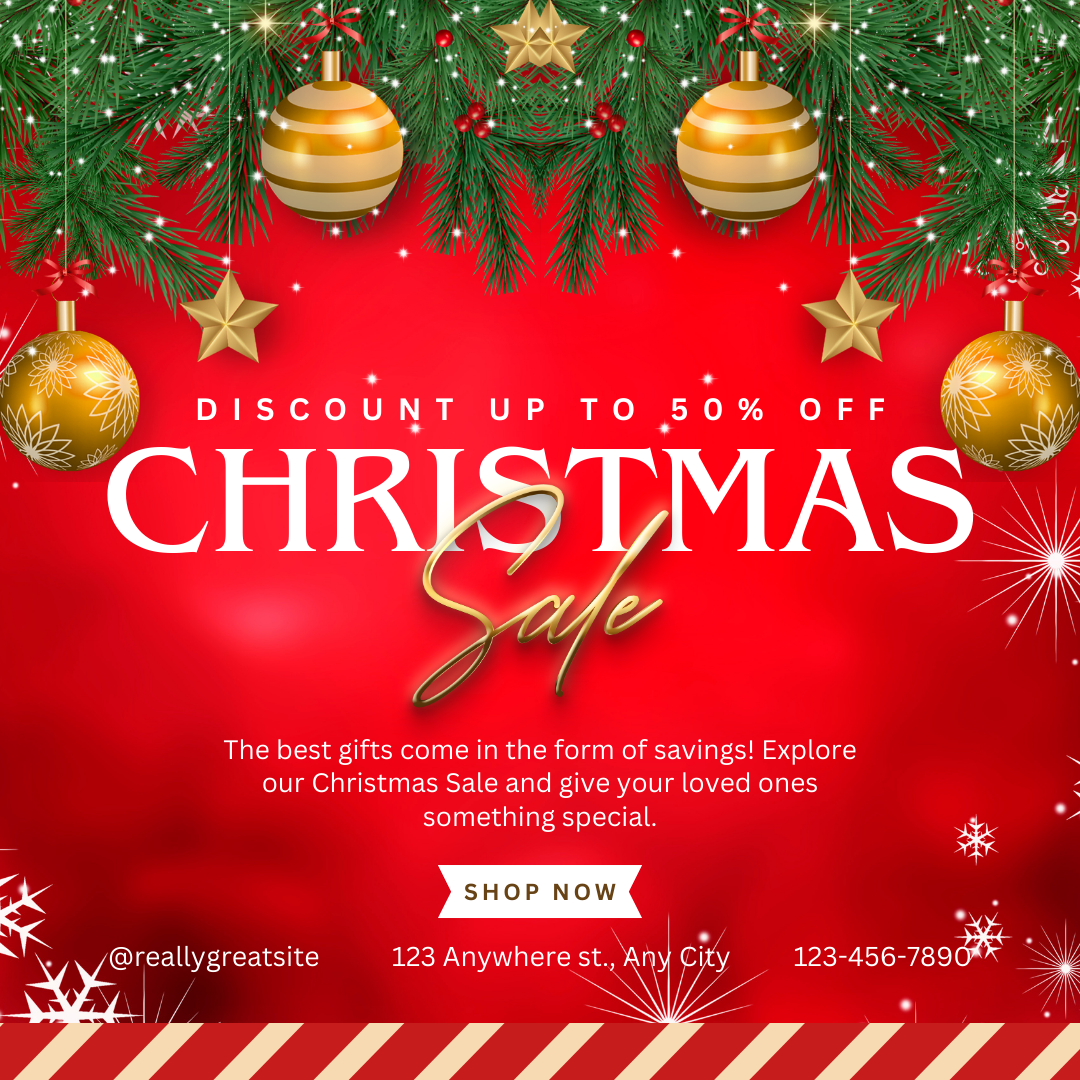 DISCOUNT UP TO 50% OFF
CHRISTMAS
Sale
The best gifts come in the form of savings! Explore
our Christmas Sale and give your loved ones
something special.
SHOP NOW
@reallygreatsite
123 Anywhere st., Any City
123-456-7890